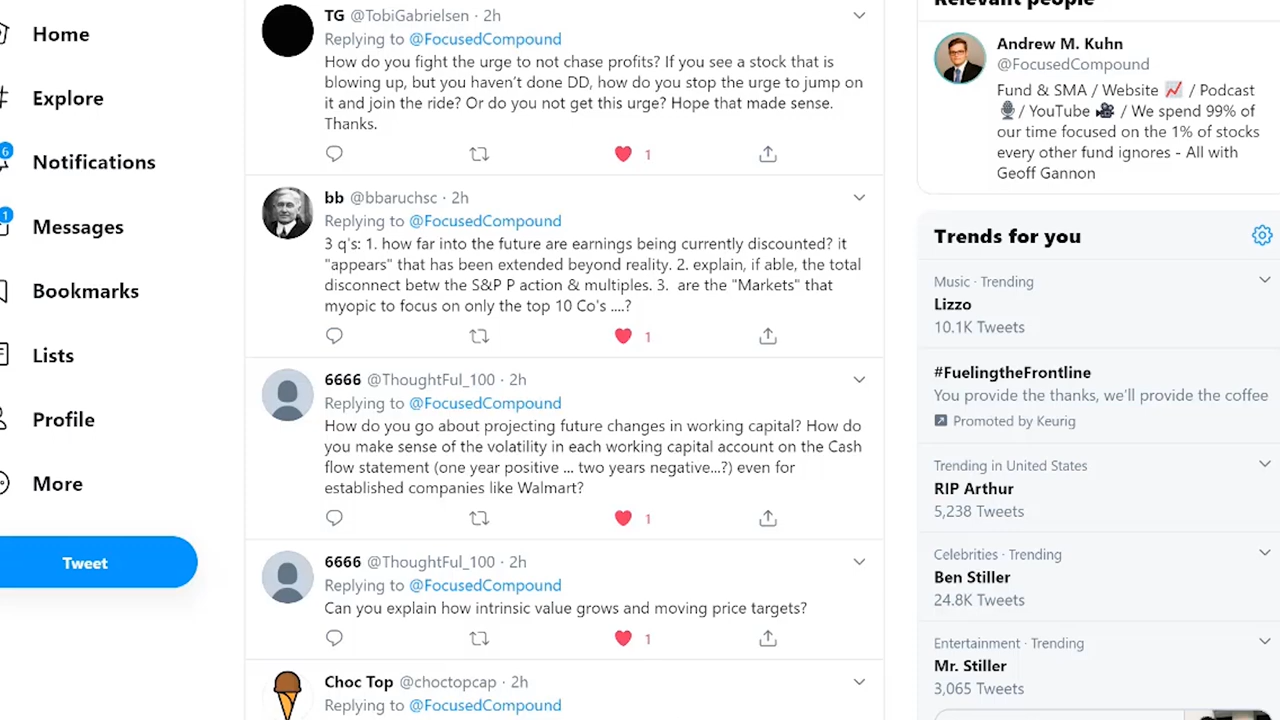 Home
Explore
6
Notifications
1
Messages
Bookmarks
Lists
Profile
More
Tweet
TG @TobiGabrielsen · 2h
Replying to @FocusedCompound
How do you fight the urge to not chase profits? If you see a stock that is
blowing up, but you haven't done DD, how do you stop the urge to jump on
it and join the ride? Or do you not get this urge? Hope that made sense.
Thanks.
1
bb @bbaruchsc · 2h
Replying to @FocusedCompound
3 q's: 1. how far into the future are earnings being currently discounted? it
"appears" that has been extended beyond reality. 2. explain, if able, the total
disconnect betw the S&P P action & multiples. 3. are the "Markets" that
myopic to focus on only the top 10 Co's ....?
1
6666 @ThoughtFul_100 · 2h
Replying to @FocusedCompound
How do you go about projecting future changes in working capital? How do
you make sense of the volatility in each working capital account on the Cash
flow statement (one year positive ... two years negative...?) even for
established companies like Walmart?
1
6666 @ThoughtFul_100 · 2h
Replying to @FocusedCompound
Can you explain how intrinsic value grows and moving price targets?
1
Choc Top @choctopcap · 2h
Replying to @FocusedCompound
Relevant people
Andrew M. Kuhn
@FocusedCompound
Fund & SMA / Website 📈 / Podcast
🎙/ YouTube 🎥 / We spend 99% of
our time focused on the 1% of stocks
every other fund ignores - All with
Geoff Gannon
Trends for you
Music · Trending
Lizzo
10.1K Tweets
#FuelingtheFrontline
You provide the thanks, we'll provide the coffee
Promoted by Keurig
Trending in United States
RIP Arthur
5,238 Tweets
Celebrities · Trending
Ben Stiller
24.8K Tweets
Entertainment · Trending
Mr. Stiller
3,065 Tweets